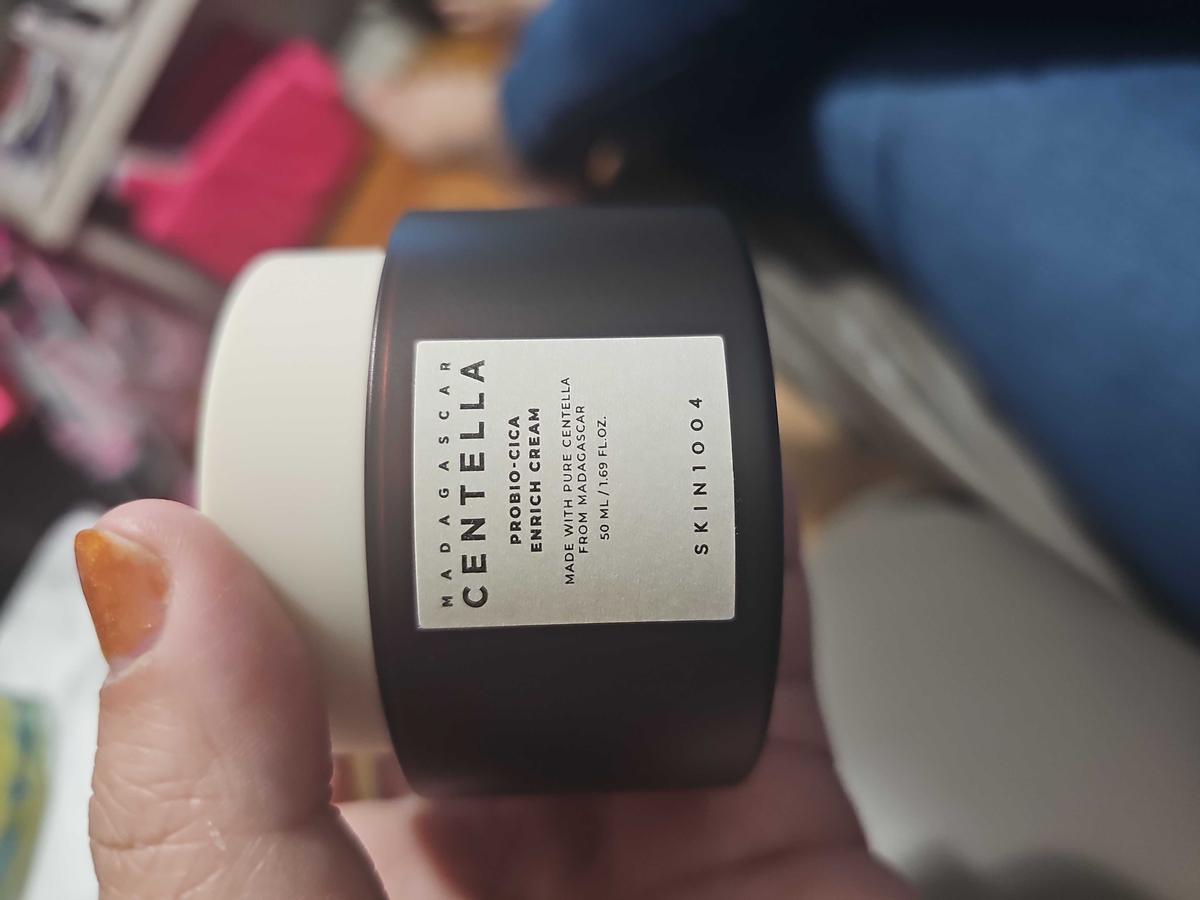 MADAGASCAR
CENTELLA
PROBIO-CICA
ENRICH CREAM
MADE WITH PURE CENTELLA
FROM MADAGASCAR
50 ML / 1.69 FL.OZ.
SKIN1004